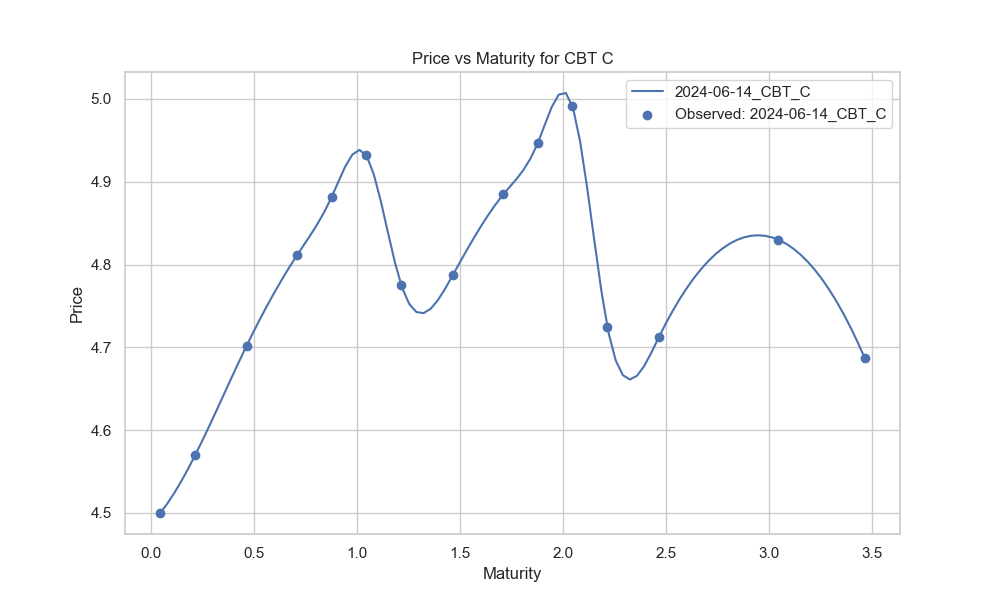 Price vs Maturity for CBT C
2024-06-14_CBT_C
Observed: 2024-06-14_CBT_C
Price
5.0
4.9
4.8
4.7
4.6
4.5
0.0 0.5 1.0 1.5 2.0 2.5 3.0 3.5
Maturity